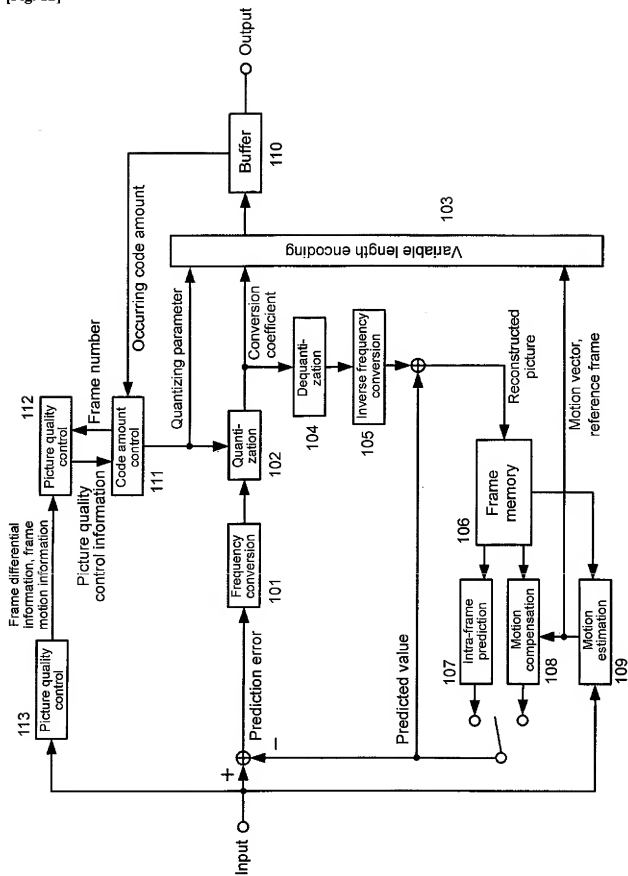 Input
+
−
113
Picture quality
control
Frame differential
information, frame
motion information
112
Picture quality
control
Picture quality
control information
Frame number
Code amount
control
111
Occurring code amount
Quantizing parameter
Prediction error
Frequency
conversion
101
Quanti-
zation
102
Conversion
coefficient
Variable length encoding
103
Buffer
110
Output
Dequanti-
zation
104
Inverse frequency
conversion
105
Predicted value
Reconstructed
picture
106
Frame
memory
107
Intra-frame
prediction
Motion
compensation
108
Motion
estimation
109
Motion vector,
reference frame